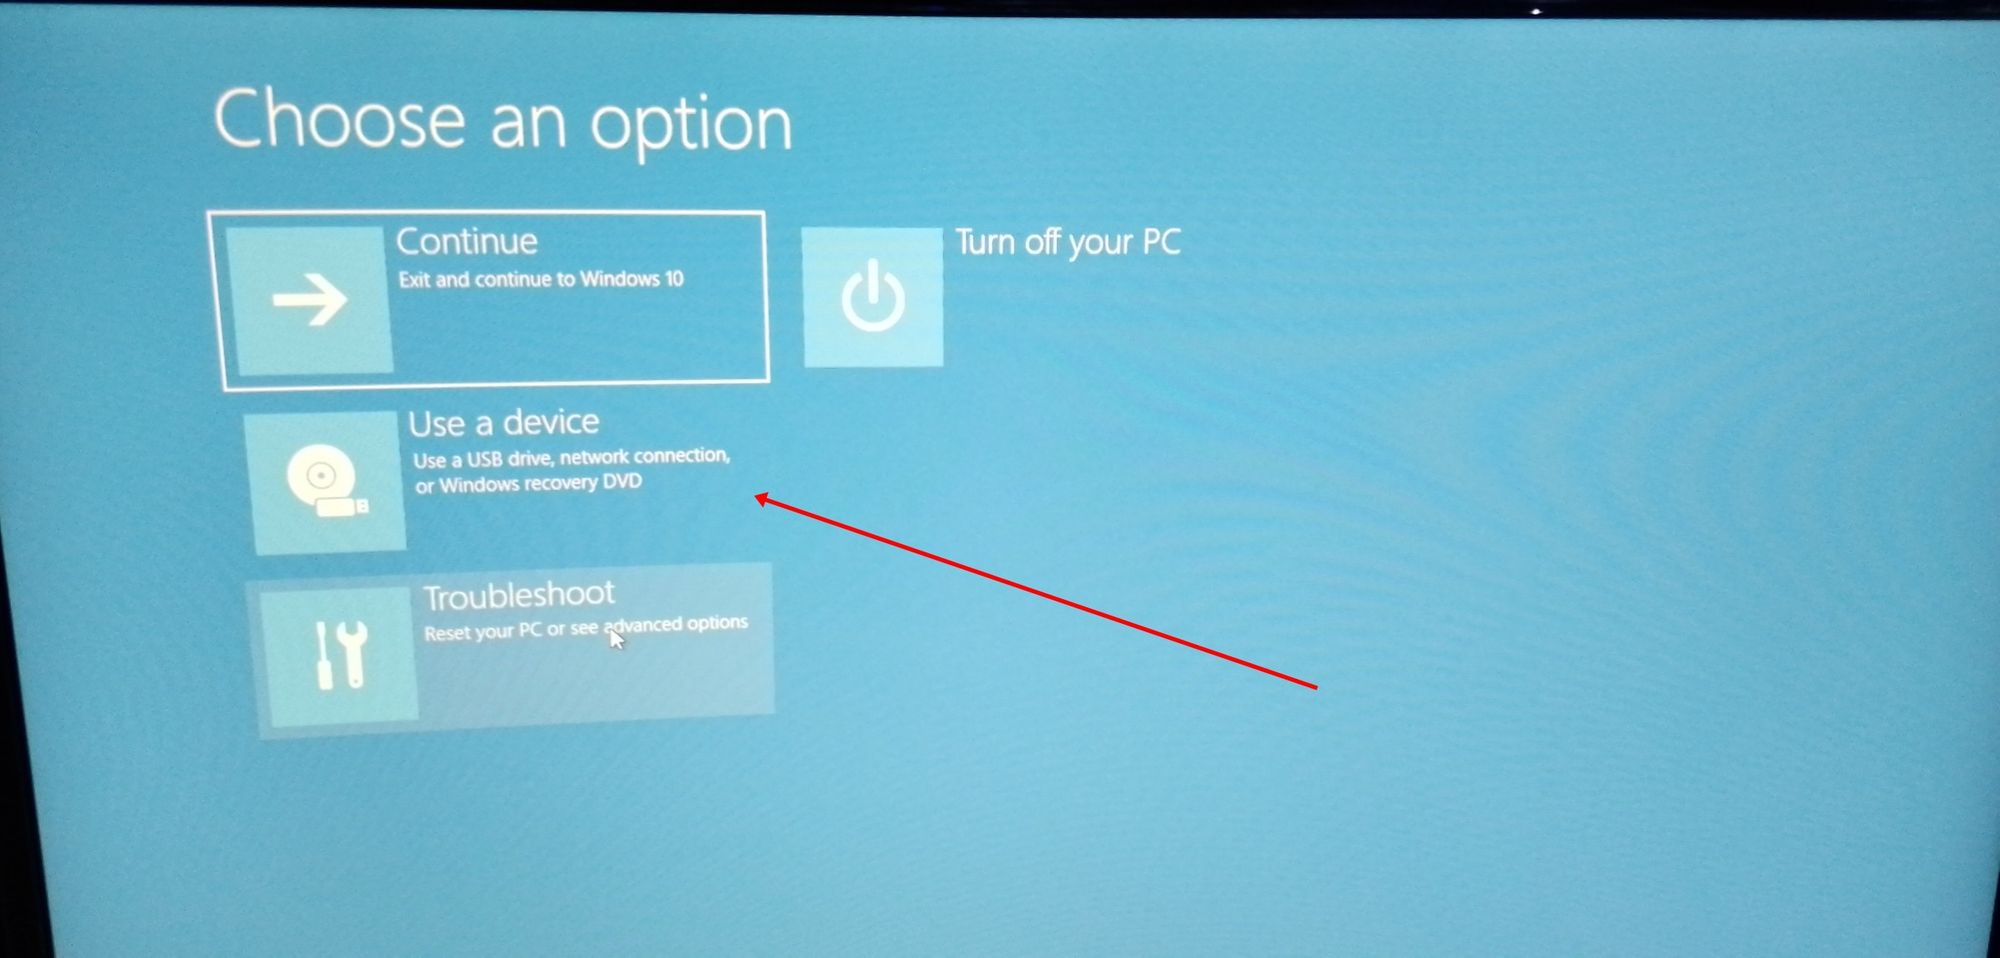 Choose an option
Continue
Exit and continue to Windows 10
Turn off your PC
Use a device
Use a USB drive, network connection,
or Windows recovery DVD
Troubleshoot
Reset your PC or see advanced options